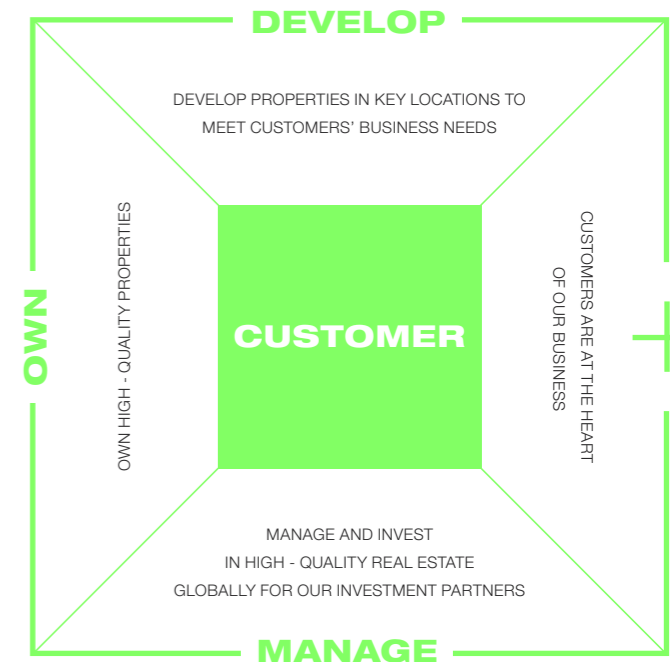 DEVELOP
DEVELOP PROPERTIES IN KEY LOCATIONS TO
MEET CUSTOMERS’ BUSINESS NEEDS
OWN
OWN HIGH - QUALITY PROPERTIES
CUSTOMER
CUSTOMERS ARE AT THE HEART
OF OUR BUSINESS
MANAGE AND INVEST
IN HIGH - QUALITY REAL ESTATE
GLOBALLY FOR OUR INVESTMENT PARTNERS
MANAGE